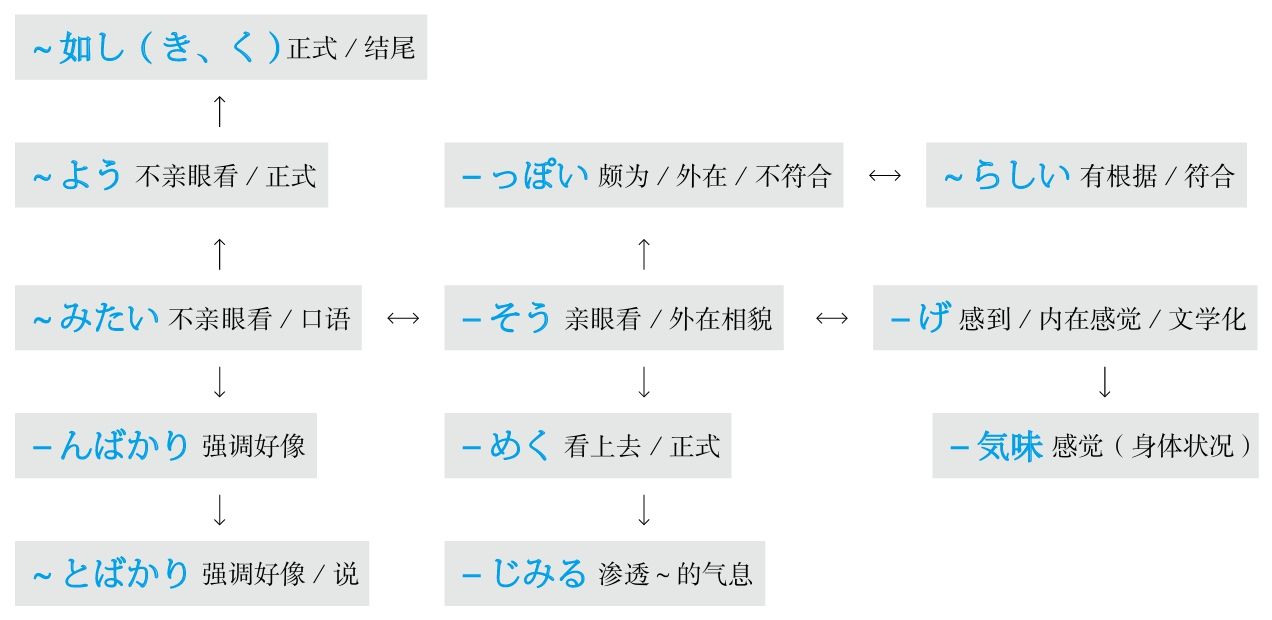 ~如し(き、く)正式/结尾
~よう 不亲眼看/正式
-っぽい 颇为/外在/不符合
~らしい 有根据/符合
~みたい 不亲眼看/口语
-そう 亲眼看/外在相貌
-げ 感到/内在感觉/文学化
-んばかり 强调好像
-めく 看上去/正式
-気味 感觉(身体状况)
~とばかり 强调好像/说
-じみる 渗透~的气息